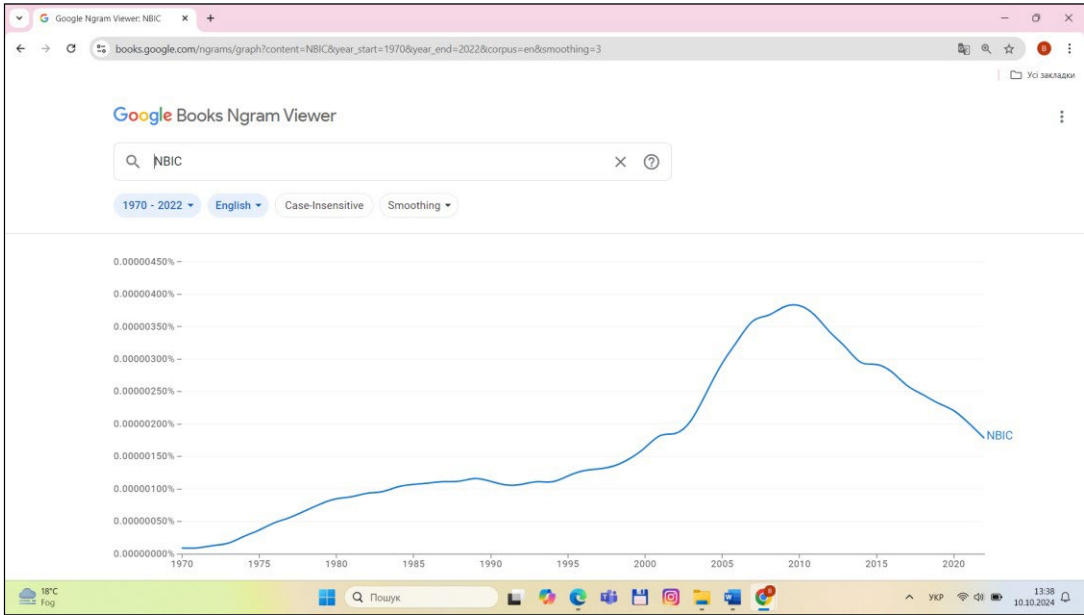 Google Ngram Viewer: NBIC
books.google.com/ngrams/graph?content=NBIC&year_start=1970&year_end=2022&corpus=en&smoothing=3
B
Усі закладки
Google Books Ngram Viewer
NBIC
1970 - 2022
English
Case-Insensitive
Smoothing
0.00000450%
0.00000400%
0.00000350%
0.00000300%
0.00000250%
0.00000200%
0.00000150%
0.00000100%
0.00000050%
0.00000000%
NBIC
1970 1975 1980 1985 1990 1995 2000 2005 2010 2015 2020
18°C
Fog
Пошук
УКР
13:38
10.10.2024